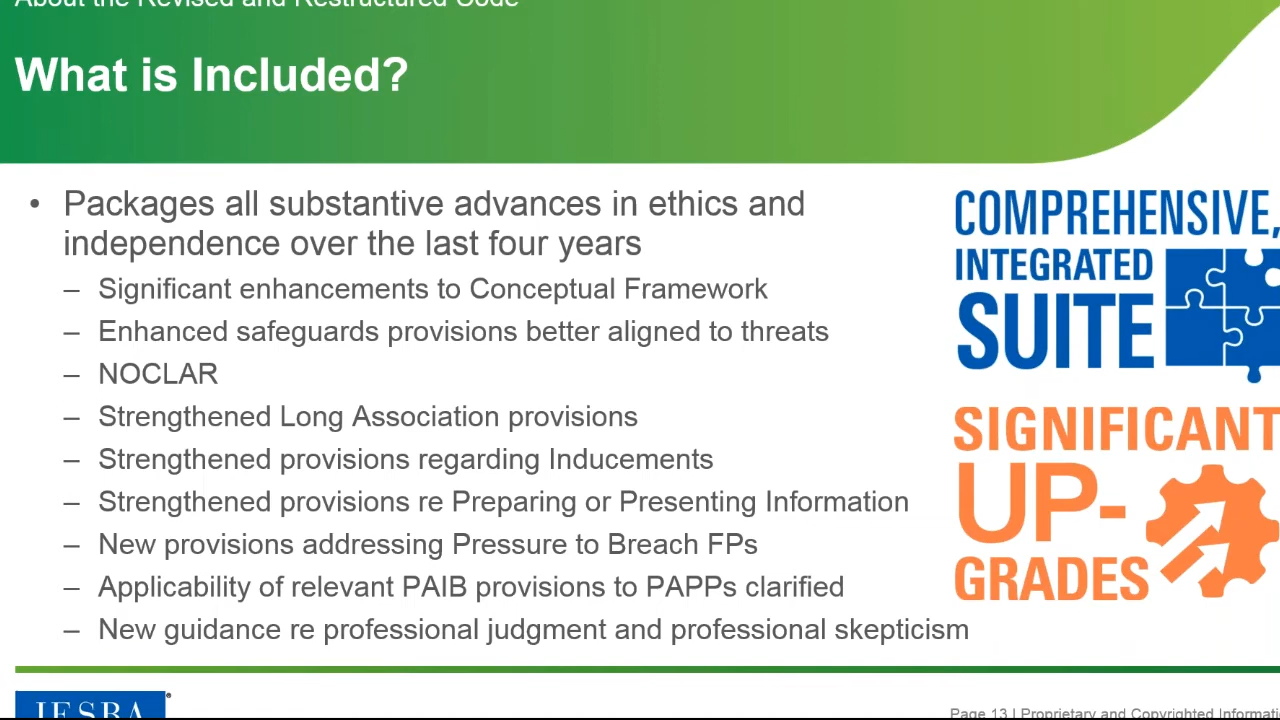 About the Revised and Restructured Code
What is Included?
• Packages all substantive advances in ethics and
independence over the last four years
– Significant enhancements to Conceptual Framework
– Enhanced safeguards provisions better aligned to threats
– NOCLAR
– Strengthened Long Association provisions
– Strengthened provisions regarding Inducements
– Strengthened provisions re Preparing or Presenting Information
– New provisions addressing Pressure to Breach FPs
– Applicability of relevant PAIB provisions to PAPPs clarified
– New guidance re professional judgment and professional skepticism
COMPREHENSIVE,
INTEGRATED
SUITE
SIGNIFICANT
UP-
GRADES
IESBA®
Page 13 | Proprietary and Copyrighted Informati